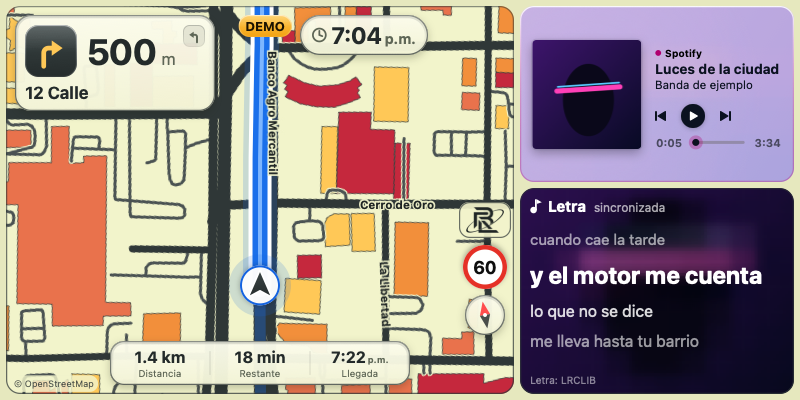 500 m
12 Calle
DEMO
7:04 p.m.
Banco Agro Mercantil
Cerro de Oro
La Libertad
60
1.4 km
Distancia
18 min
Restante
7:22 p.m.
Llegada
© OpenStreetMap
Spotify
Luces de la ciudad
Banda de ejemplo
0:05
3:34
Letra sincronizada
cuando cae la tarde
y el motor me cuenta
lo que no se dice
me lleva hasta tu barrio
Letra: LRCLIB